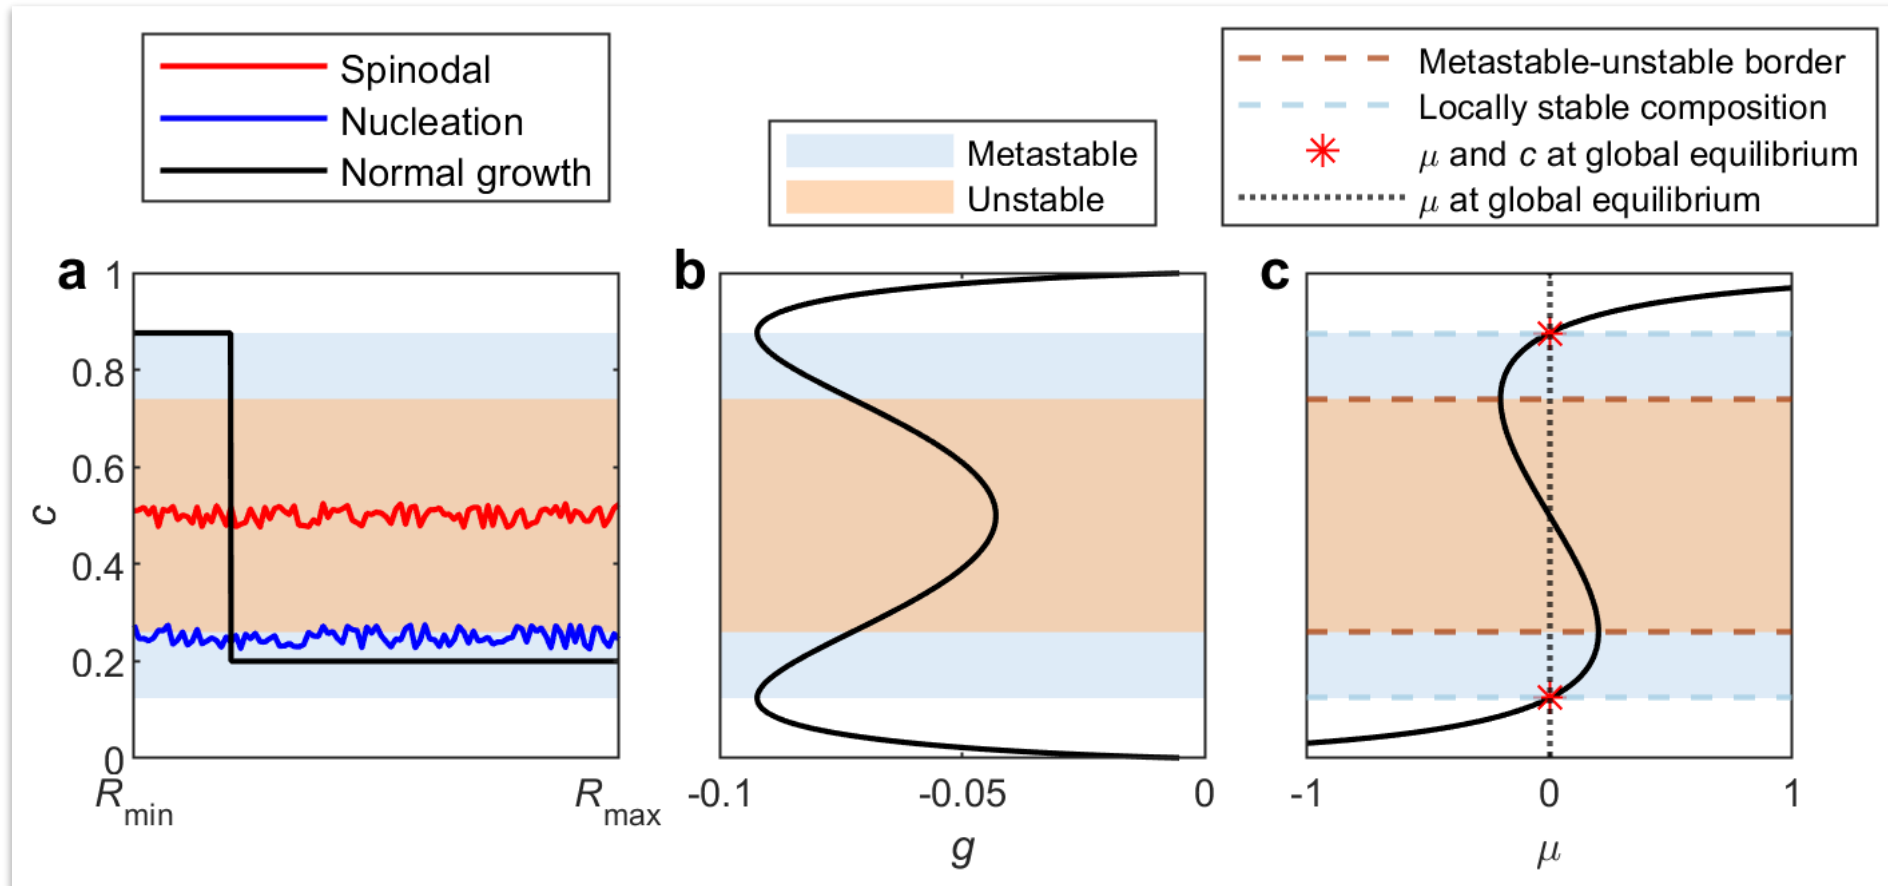 Spinodal
Nucleation
Normal growth
Metastable
Unstable
Metastable-unstable border
Locally stable composition
μ and c at global equilibrium
μ at global equilibrium
a
1
0.8
0.6
0.4
0.2
0
c
R_min
R_max
b
-0.1
-0.05
0
g
c
-1
0
1
μ